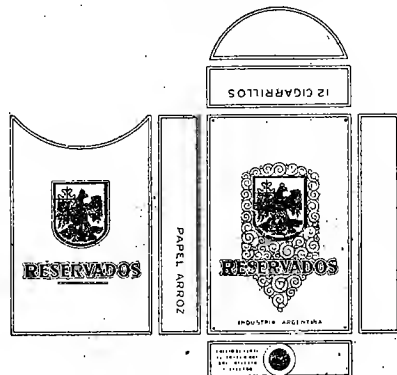 12 CIGARRILLOS
RESERVADOS
PAPEL ARROZ
RESERVADOS
INDUSTRIA ARGENTINA